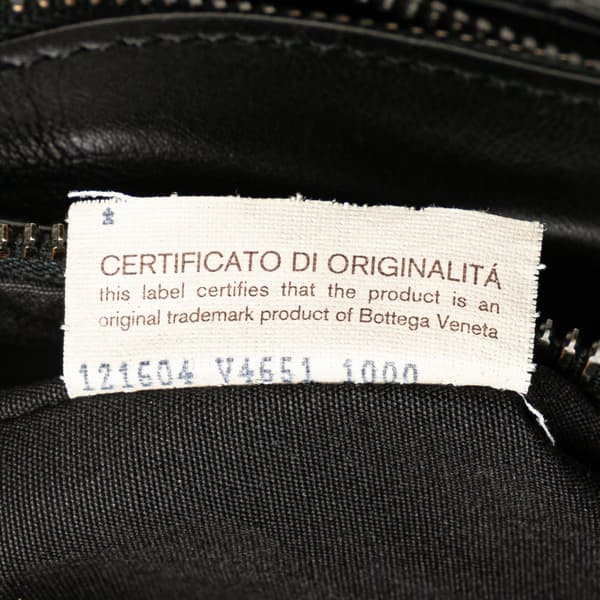 CERTIFICATO DI ORIGINALITÁ
this label certifies that the product is an
original trademark product of Bottega Veneta
121604 V4651 1000